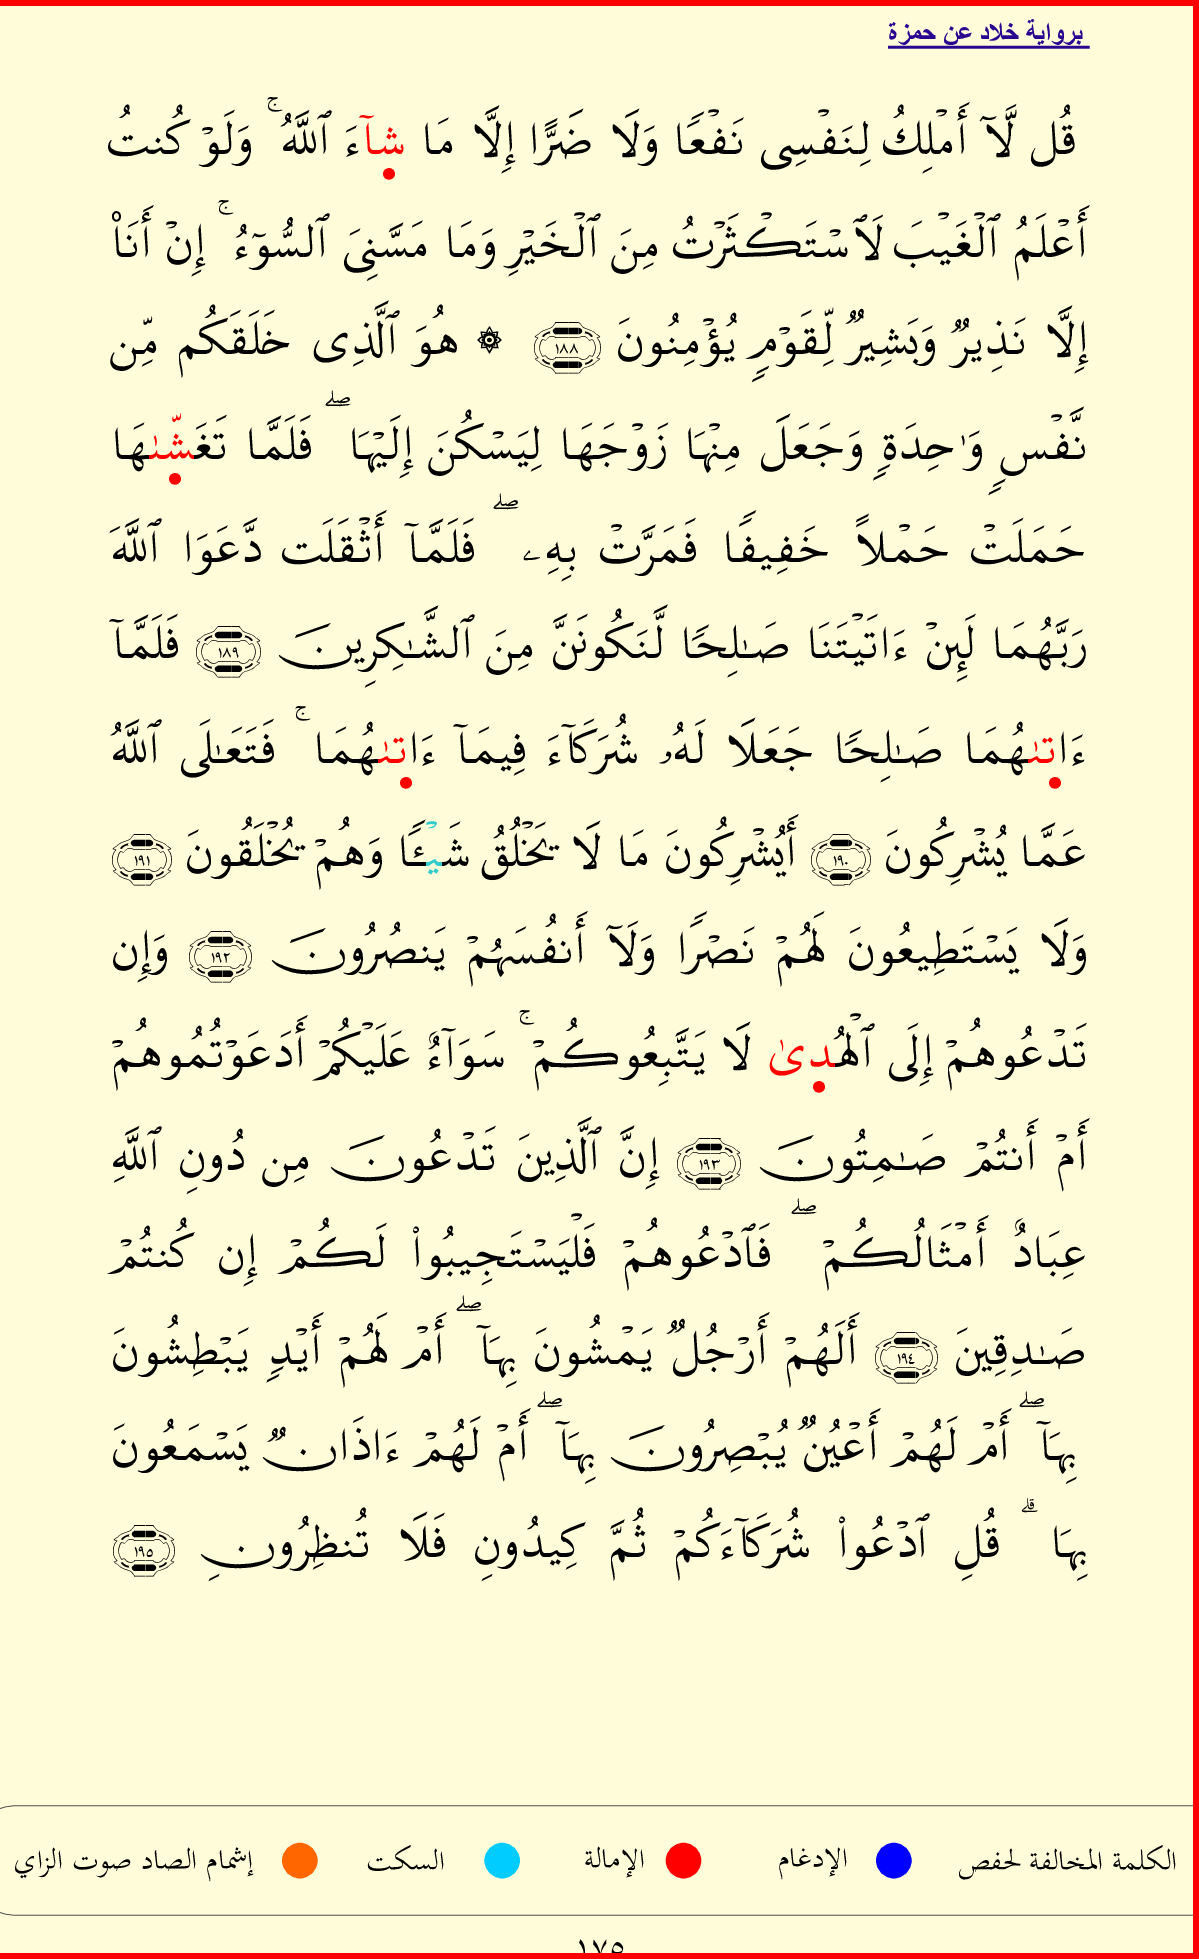 برواية خلاد عن حمزة
قُل لَّآ أَمۡلِكُ لِنَفۡسِى نَفۡعًا وَلَا ضَرًّا إِلَّا مَا شَآءَ ٱللَّهُۚ وَلَوۡ كُنتُ
أَعۡلَمُ ٱلۡغَيۡبَ لَٱسۡتَكۡثَرۡتُ مِنَ ٱلۡخَيۡرِ وَمَا مَسَّنِىَ ٱلسُّوٓءُۚ إِنۡ أَنَا۠
إِلَّا نَذِيرٌ وَبَشِيرٌ لِّقَوۡمٍ يُؤۡمِنُونَ ١٨٨ ۞ هُوَ ٱلَّذِى خَلَقَكُم مِّن
نَّفۡسٍ وَٰحِدَةٍ وَجَعَلَ مِنۡهَا زَوۡجَهَا لِيَسۡكُنَ إِلَيۡهَاۖ فَلَمَّا تَغَشّىٰهَا
حَمَلَتۡ حَمۡلاً خَفِيفًا فَمَرَّتۡ بِهِۦۖ فَلَمَّآ أَثۡقَلَت دَّعَوَا ٱللَّهَ
رَبَّهُمَا لَئِنۡ ءَاتَيۡتَنَا صَـٰلِحًا لَّنَكُونَنَّ مِنَ ٱلشَّـٰكِرِينَ ١٨٩ فَلَمَّآ
ءَاتىٰهُمَا صَـٰلِحًا جَعَلَا لَهُۥ شُرَكَآءَ فِيمَآ ءَاتىٰهُمَاۚ فَتَعَـٰلَى ٱللَّهُ
عَمَّا يُشۡرِكُونَ ١٩٠ أَيُشۡرِكُونَ مَا لَا يَخۡلُقُ شَيۡـًٔا وَهُمۡ يُخۡلَقُونَ ١٩١
وَلَا يَسۡتَطِيعُونَ لَهُمۡ نَصۡرًا وَلَآ أَنفُسَهُمۡ يَنصُرُونَ ١٩٢ وَإِن
تَدۡعُوهُمۡ إِلَى ٱلۡهُدِىٰ لَا يَتَّبِعُوكُمۡۚ سَوَآءٌ عَلَيۡكُمۡ أَدَعَوۡتُمُوهُمۡ
أَمۡ أَنتُمۡ صَـٰمِتُونَ ١٩٣ إِنَّ ٱلَّذِينَ تَدۡعُونَ مِن دُونِ ٱللَّهِ
عِبَادٌ أَمۡثَالُكُمۡۖ فَٱدۡعُوهُمۡ فَلۡيَسۡتَجِيبُوا۟ لَكُمۡ إِن كُنتُمۡ
صَـٰدِقِينَ ١٩٤ أَلَهُمۡ أَرۡجُلٌ يَمۡشُونَ بِهَآۖ أَمۡ لَهُمۡ أَيۡدٍ يَبۡطِشُونَ
بِهَآۖ أَمۡ لَهُمۡ أَعۡيُنٌ يُبۡصِرُونَ بِهَآۖ أَمۡ لَهُمۡ ءَاذَانٌ يَسۡمَعُونَ
بِهَاۗ قُلِ ٱدۡعُوا۟ شُرَكَآءَكُمۡ ثُمَّ كِيدُونِ فَلَا تُنظِرُونِ ١٩٥
الكلمة المخالفة لحفص الإدغام الإمالة السكت إشمام الصاد صوت الزاي
١٧٥